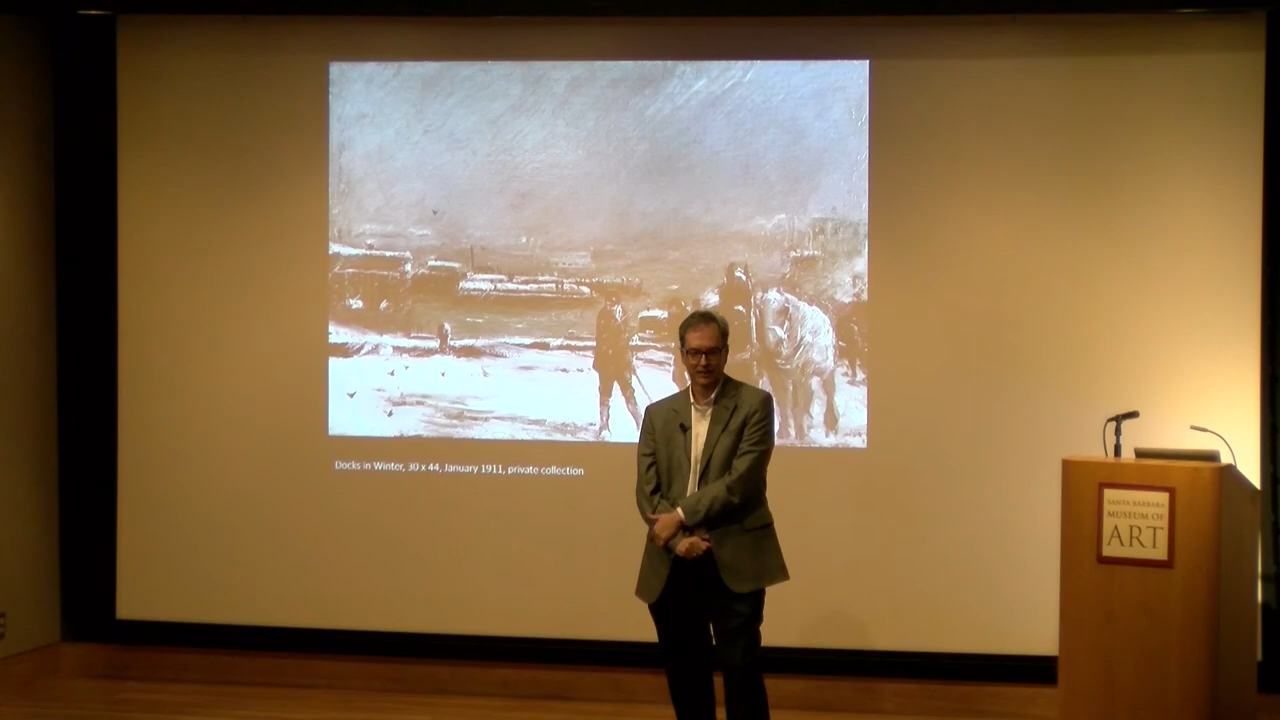 Docks in Winter, 30 x 44, January 1911, private collection
SANTA BARBARA
MUSEUM OF
ART